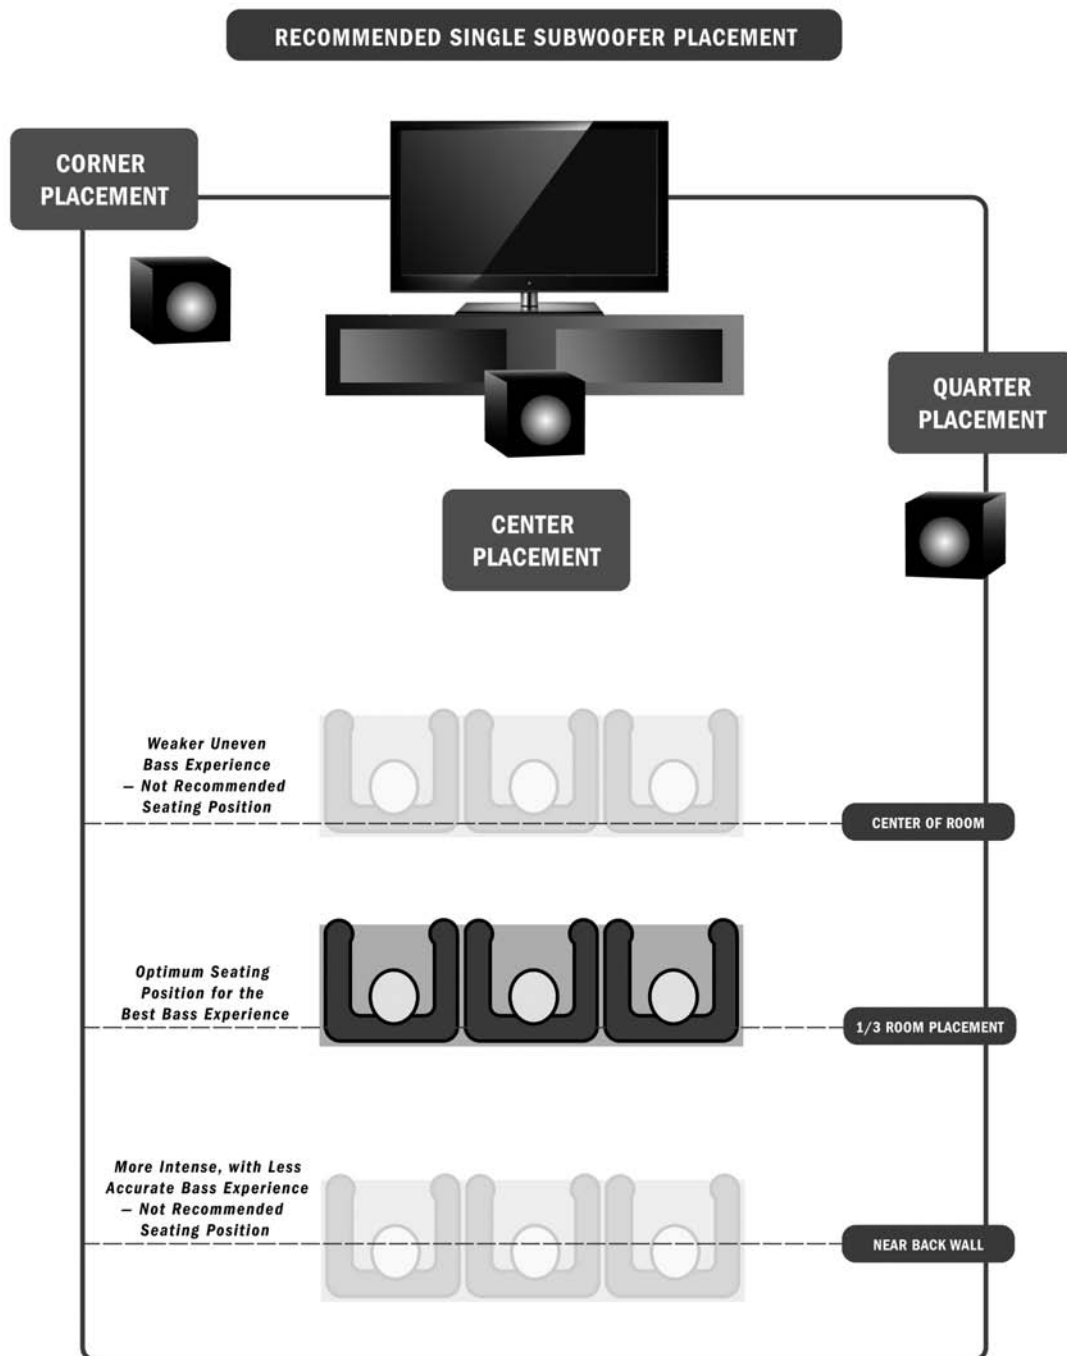 RECOMMENDED SINGLE SUBWOOFER PLACEMENT
CORNER
PLACEMENT
QUARTER
PLACEMENT
CENTER
PLACEMENT
Weaker Uneven
Bass Experience
— Not Recommended
Seating Position
CENTER OF ROOM
Optimum Seating
Position for the
Best Bass Experience
1/3 ROOM PLACEMENT
More Intense, with Less
Accurate Bass Experience
— Not Recommended
Seating Position
NEAR BACK WALL